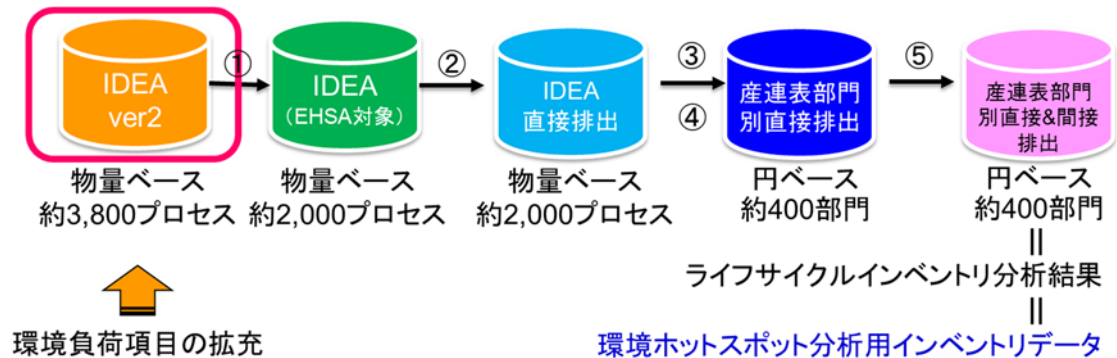 IDEA
ver2
①
IDEA
(EHSA対象)
②
IDEA
直接排出
③
④
産連表部門
別直接排出
⑤
産連表部門
別直接&間接
排出
物量ベース
約3,800プロセス
物量ベース
約2,000プロセス
物量ベース
約2,000プロセス
円ベース
約400部門
円ベース
約400部門
=
ライフサイクルインベントリ分析結果
=
環境負荷項目の拡充
環境ホットスポット分析用インベントリデータ